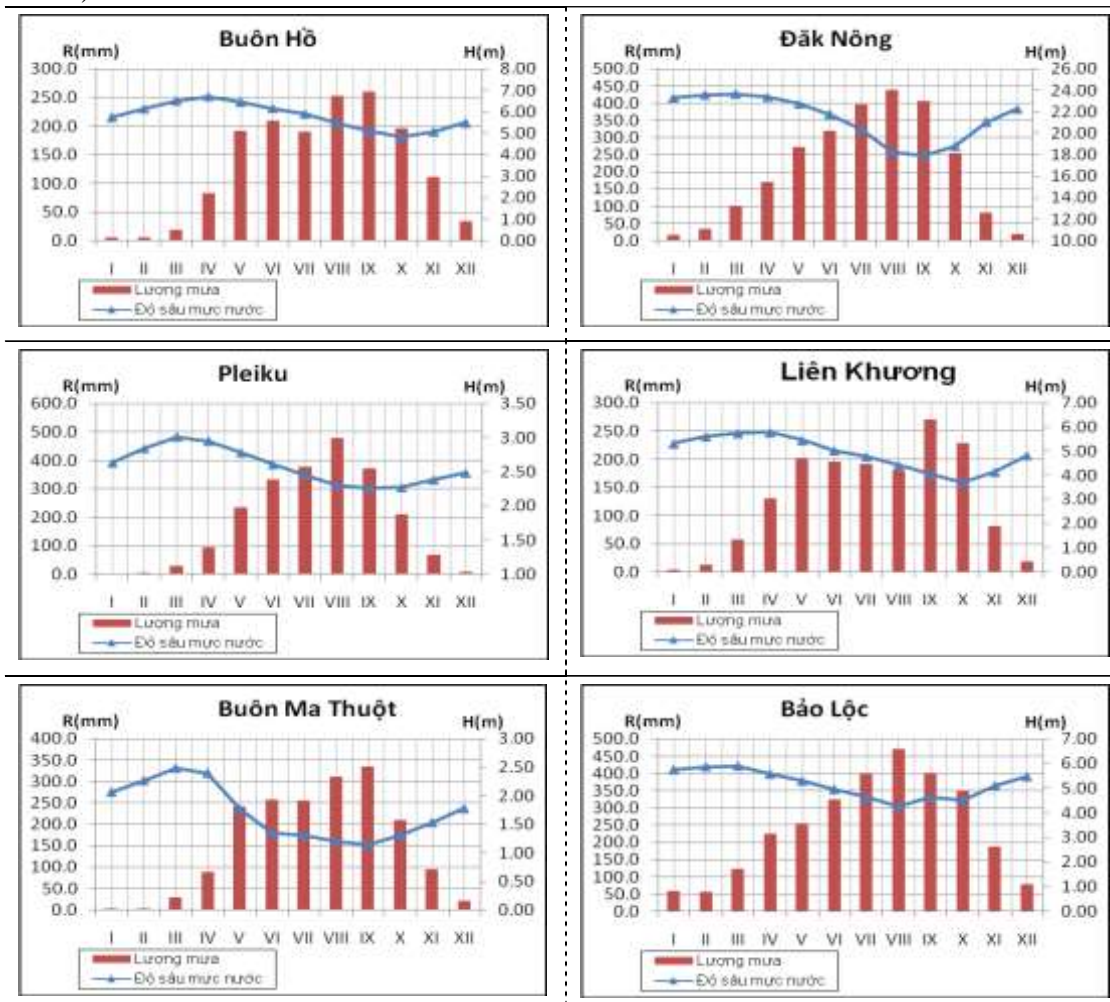 Buôn Hồ
R(mm) H(m)
300.0 8.00
250.0 7.00
200.0 6.00
150.0 5.00
100.0 4.00
50.0 3.00
0.0 2.00
1.00
0.00
I II III IV V VI VII VIII IX X XI XII
Lượng mưa
Độ sâu mực nước
Đăk Nông
R(mm) H(m)
500.0 26.00
450.0 24.00
400.0 22.00
350.0 20.00
300.0 18.00
250.0 16.00
200.0 14.00
150.0 12.00
100.0 10.00
50.0
0.0
I II III IV V VI VII VIII IX X XI XII
Lượng mưa
Độ sâu mực nước
Pleiku
R(mm) H(m)
600.0 3.50
500.0 3.00
400.0 2.50
300.0 2.00
200.0 1.50
100.0 1.00
0.0
I II III IV V VI VII VIII IX X XI XII
Lượng mưa
Độ sâu mực nước
Liên Khương
R(mm) H(m)
300.0 7.00
250.0 6.00
200.0 5.00
150.0 4.00
100.0 3.00
50.0 2.00
0.0 1.00
0.00
I II III IV V VI VII VIII IX X XI XII
Lượng mưa
Độ sâu mực nước
Buôn Ma Thuột
R(mm) H(m)
400.0 3.00
350.0 2.50
300.0 2.00
250.0 1.50
200.0 1.00
150.0 0.50
100.0 0.00
50.0
0.0
I II III IV V VI VII VIII IX X XI XII
Lượng mưa
Độ sâu mực nước
Bảo Lộc
R(mm) H(m)
500.0 7.00
450.0 6.00
400.0 5.00
350.0 4.00
300.0 3.00
250.0 2.00
200.0 1.00
150.0 0.00
100.0
50.0
0.0
I II III IV V VI VII VIII IX X XI XII
Lượng mưa
Độ sâu mực nước